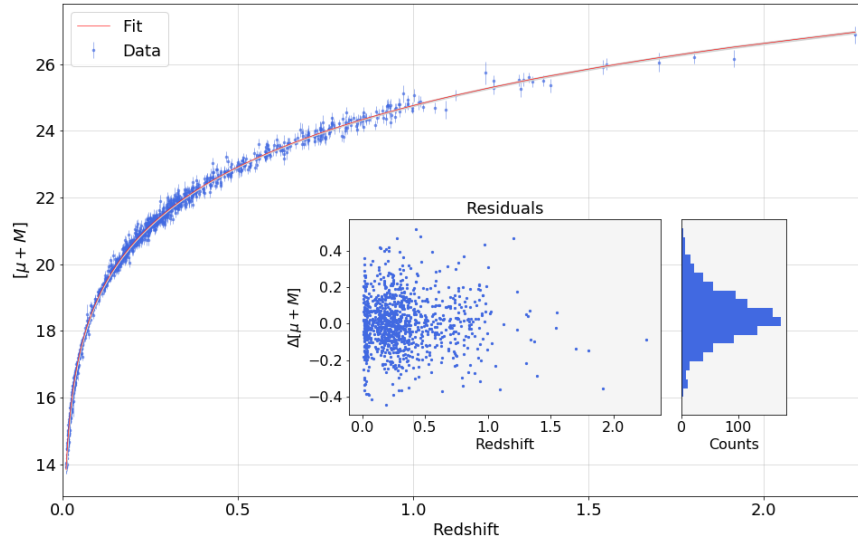 Fit
Data
26
24
22
20
18
16
14
[μ + M]
0.0 0.5 1.0 1.5 2.0
Redshift
Residuals
0.4
0.2
0.0
−0.2
−0.4
Δ[μ + M]
0.0 0.5 1.0 1.5 2.0
Redshift
0 100
Counts